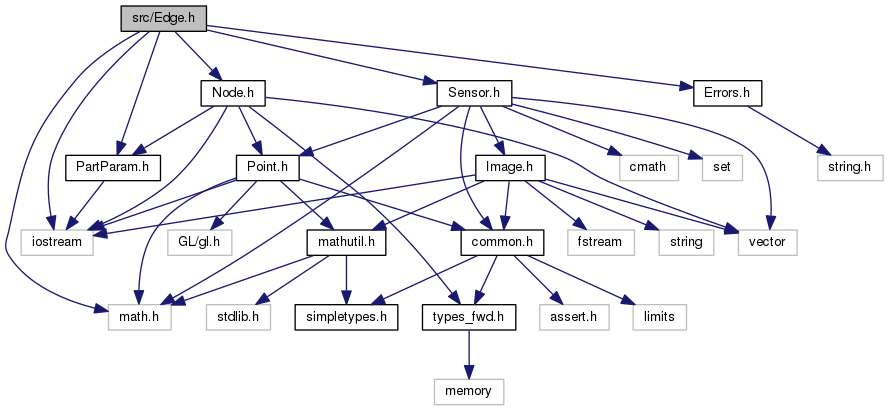 src/Edge.h
Node.h
Sensor.h
Errors.h
PartParam.h
Point.h
Image.h
cmath
set
string.h
iostream
GL/gl.h
mathutil.h
common.h
fstream
string
vector
math.h
stdlib.h
simpletypes.h
types_fwd.h
assert.h
limits
memory